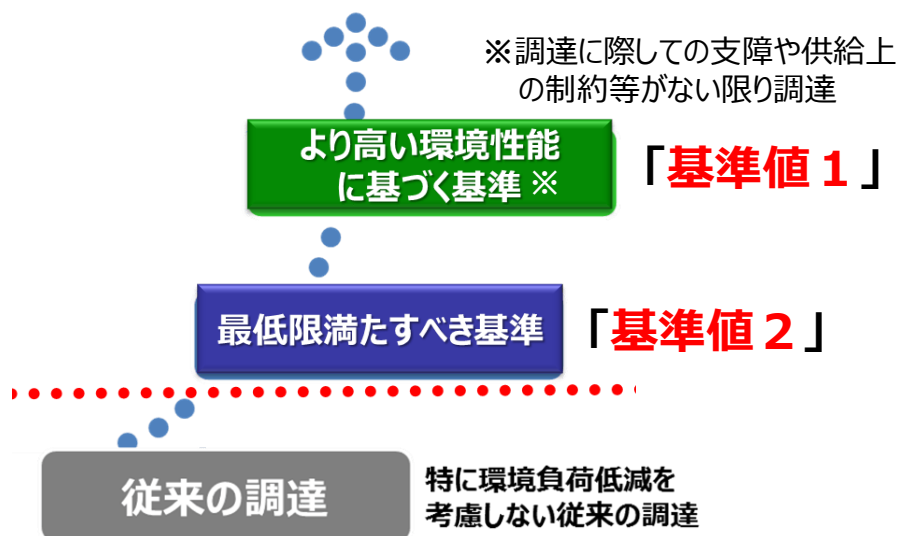 ※調達に際しての支障や供給上
の制約等がない限り調達
より高い環境性能
に基づく基準※
「基準値１」
最低限満たすべき基準
「基準値２」
従来の調達
特に環境負荷低減を
考慮しない従来の調達